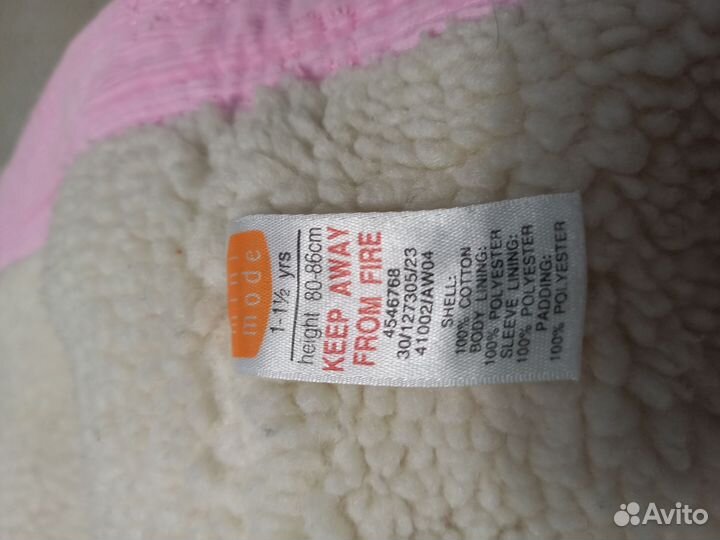 mini
mode
1-1½ yrs
height 80-86cm
KEEP AWAY
FROM FIRE
4546768
30/127305/23
41002/AW04
SHELL:
100% COTTON
BODY LINING:
100% POLYESTER
SLEEVE LINING:
100% POLYESTER
PADDING:
100% POLYESTER
Avito